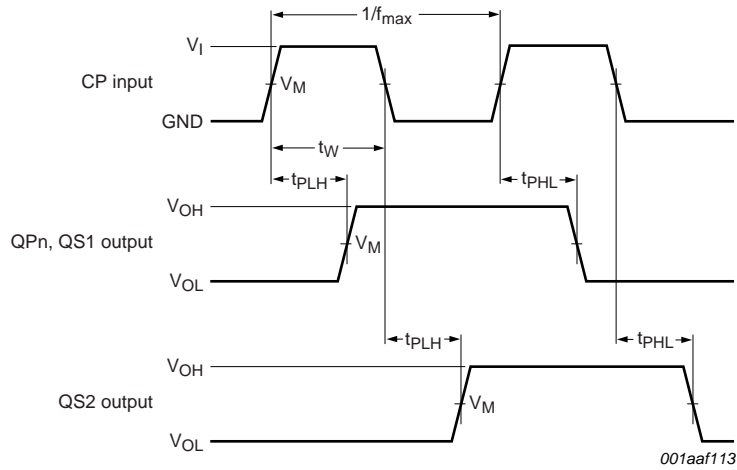 1/fmax
VI
CP input
VM
GND
tW
tPLH
tPHL
VOH
QPn, QS1 output
VM
VOL
tPLH
tPHL
VOH
QS2 output
VM
VOL
001aaf113